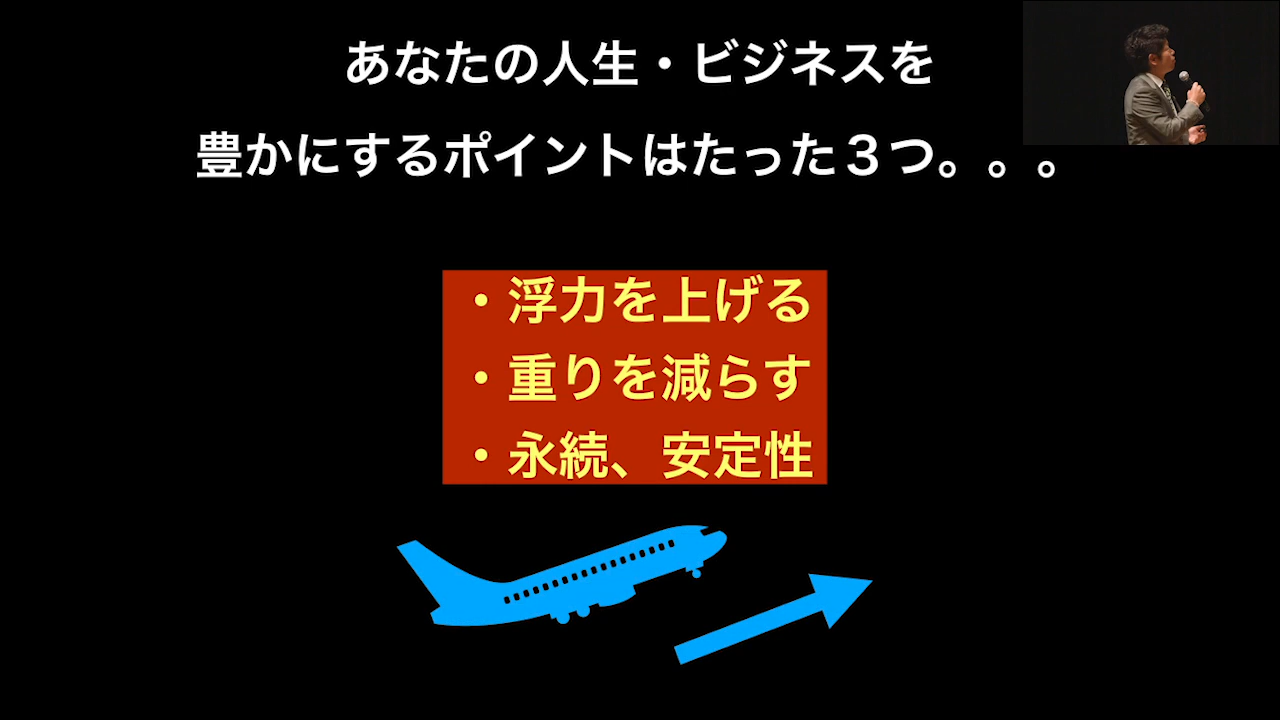 あなたの人生・ビジネスを
豊かにするポイントはたった３つ。。。
・浮力を上げる
・重りを減らす
・永続、安定性